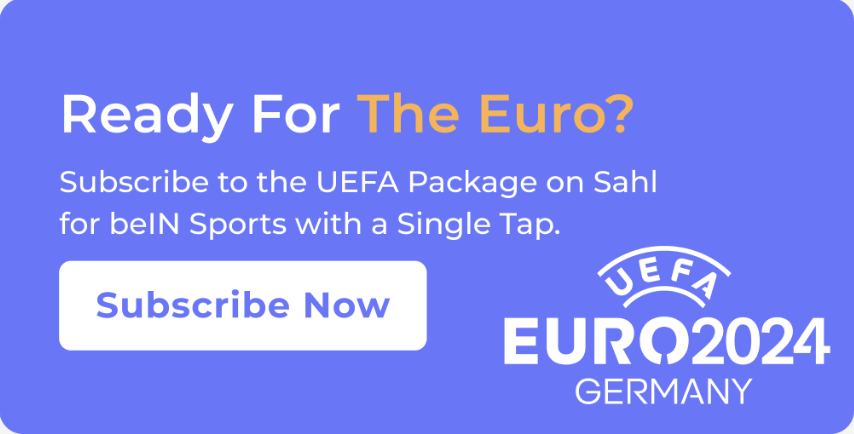 Ready For The Euro?
Subscribe to the UEFA Package on Sahl
for beIN Sports with a Single Tap.
Subscribe Now
UEFA
EURO2024
GERMANY